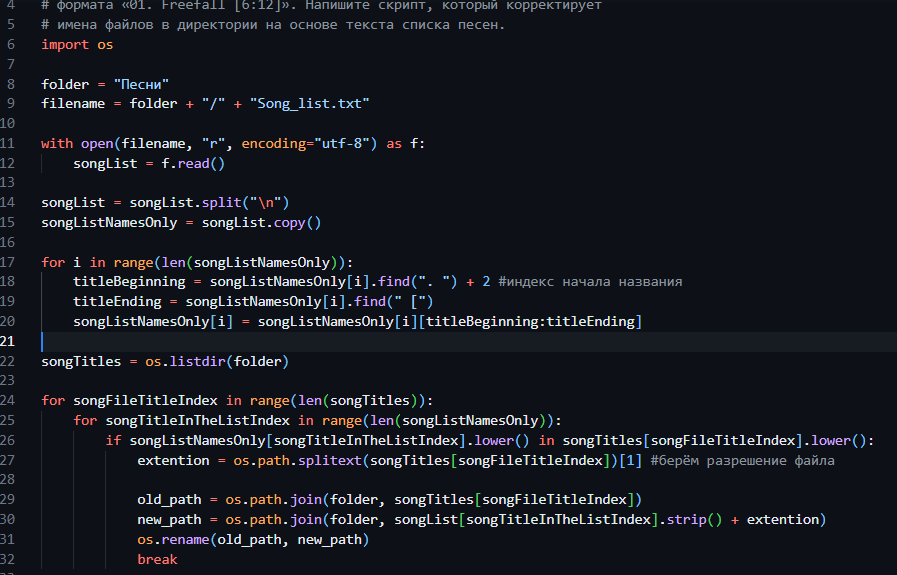 4 # формата «01. Freefall [6:12]». Напишите скрипт, который корректирует
5 # имена файлов в директории на основе текста списка песен.
6 import os
7
8 folder = "Песни"
9 filename = folder + "/" + "Song_list.txt"
10
11 with open(filename, "r", encoding="utf-8") as f:
12     songList = f.read()
13
14 songList = songList.split("\n")
15 songListNamesOnly = songList.copy()
16
17 for i in range(len(songListNamesOnly)):
18     titleBeginning = songListNamesOnly[i].find(". ") + 2 #индекс начала названия
19     titleEnding = songListNamesOnly[i].find(" [")
20     songListNamesOnly[i] = songListNamesOnly[i][titleBeginning:titleEnding]
21
22 songTitles = os.listdir(folder)
23
24 for songFileTitleIndex in range(len(songTitles)):
25     for songTitleInTheListIndex in range(len(songListNamesOnly)):
26         if songListNamesOnly[songTitleInTheListIndex].lower() in songTitles[songFileTitleIndex].lower():
27             extention = os.path.splitext(songTitles[songFileTitleIndex])[1] #берём разрешение файла
28
29             old_path = os.path.join(folder, songTitles[songFileTitleIndex])
30             new_path = os.path.join(folder, songList[songTitleInTheListIndex].strip() + extention)
31             os.rename(old_path, new_path)
32             break